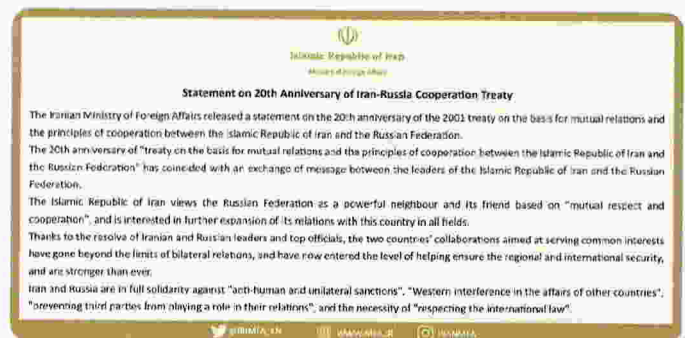 Islamic Republic of Iran
Ministry of Foreign Affairs
Statement on 20th Anniversary of Iran-Russia Cooperation Treaty
The Iranian Ministry of Foreign Affairs released a statement on the 20th anniversary of the 2001 treaty on the basis for mutual relations and
the principles of cooperation between the Islamic Republic of Iran and the Russian Federation.
The 20th anniversary of "treaty on the basis for mutual relations and the principles of cooperation between the Islamic Republic of Iran and
the Russian Federation" has coincided with an exchange of message between the leaders of the Islamic Republic of Iran and the Russian
Federation.
The Islamic Republic of Iran views the Russian Federation as a powerful neighbour and its friend based on "mutual respect and
cooperation", and is interested in further expansion of its relations with this country in all fields.
Thanks to the resolve of Iranian and Russian leaders and top officials, the two countries' collaborations aimed at serving common interests
have gone beyond the limits of bilateral relations, and have now entered the level of helping ensure the regional and international security,
and are stronger than ever.
Iran and Russia are in full solidarity against "anti-human and unilateral sanctions", "Western interference in the affairs of other countries",
"preventing third parties from playing a role in their relations", and the necessity of "respecting the international law".
@IRIMFA_EN
WWW.MFA.IR